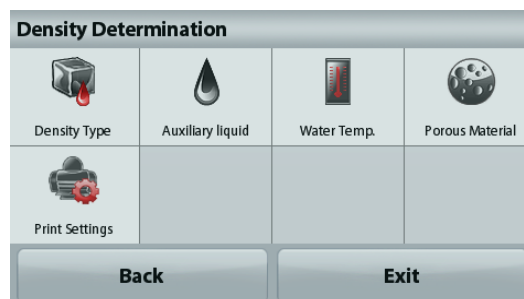 Density Determination
Density Type
Auxiliary liquid
Water Temp.
Porous Material
Print Settings
Back
Exit